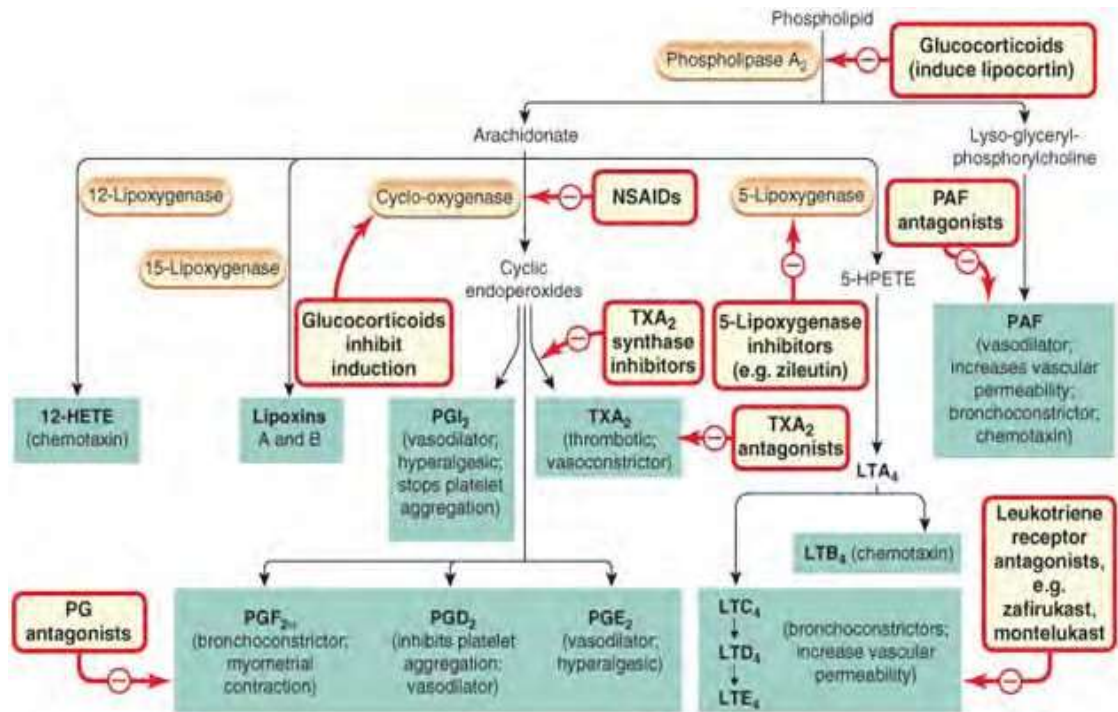 Phospholipid
Phospholipase A₂
Glucocorticoids
(induce lipocortin)
Arachidonate
Lyso-glyceryl-
phosphorylcholine
12-Lipoxygenase
Cyclo-oxygenase
NSAIDs
5-Lipoxygenase
PAF
antagonists
15-Lipoxygenase
Cyclic
endoperoxides
5-HPETE
Glucocorticoids
inhibit
induction
TXA₂
synthase
inhibitors
5-Lipoxygenase
inhibitors
(e.g. zileutin)
PAF
(vasodilator;
increases vascular
permeability;
bronchoconstrictor;
chemotaxin)
12-HETE
(chemotaxin)
Lipoxins
A and B
PGI₂
(vasodilator;
hyperalgesic;
stops platelet
aggregation)
TXA₂
(thrombotic;
vasoconstrictor)
TXA₂
antagonists
LTA₄
LTB₄ (chemotaxin)
Leukotriene
receptor
antagonists,
e.g.
zafirukast,
montelukast
PG
antagonists
PGF₂α
(bronchoconstrictor;
myometrial
contraction)
PGD₂
(inhibits platelet
aggregation;
vasodilator)
PGE₂
(vasodilator;
hyperalgesic)
LTC₄
LTD₄
LTE₄
(bronchoconstrictors;
increase vascular
permeability)